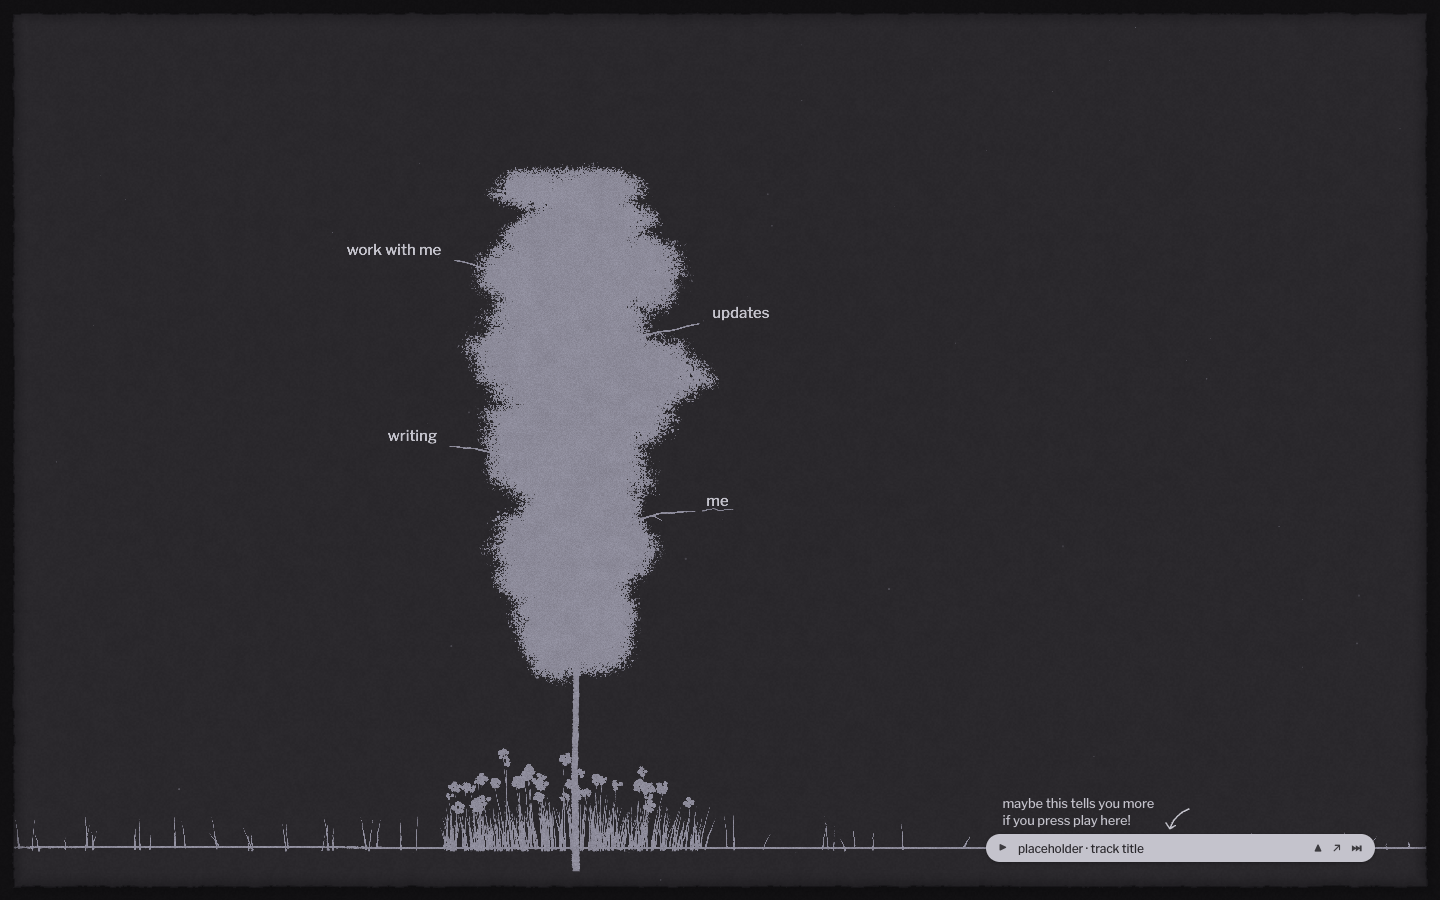 work with me
updates
writing
me
maybe this tells you more
if you press play here!
placeholder · track title